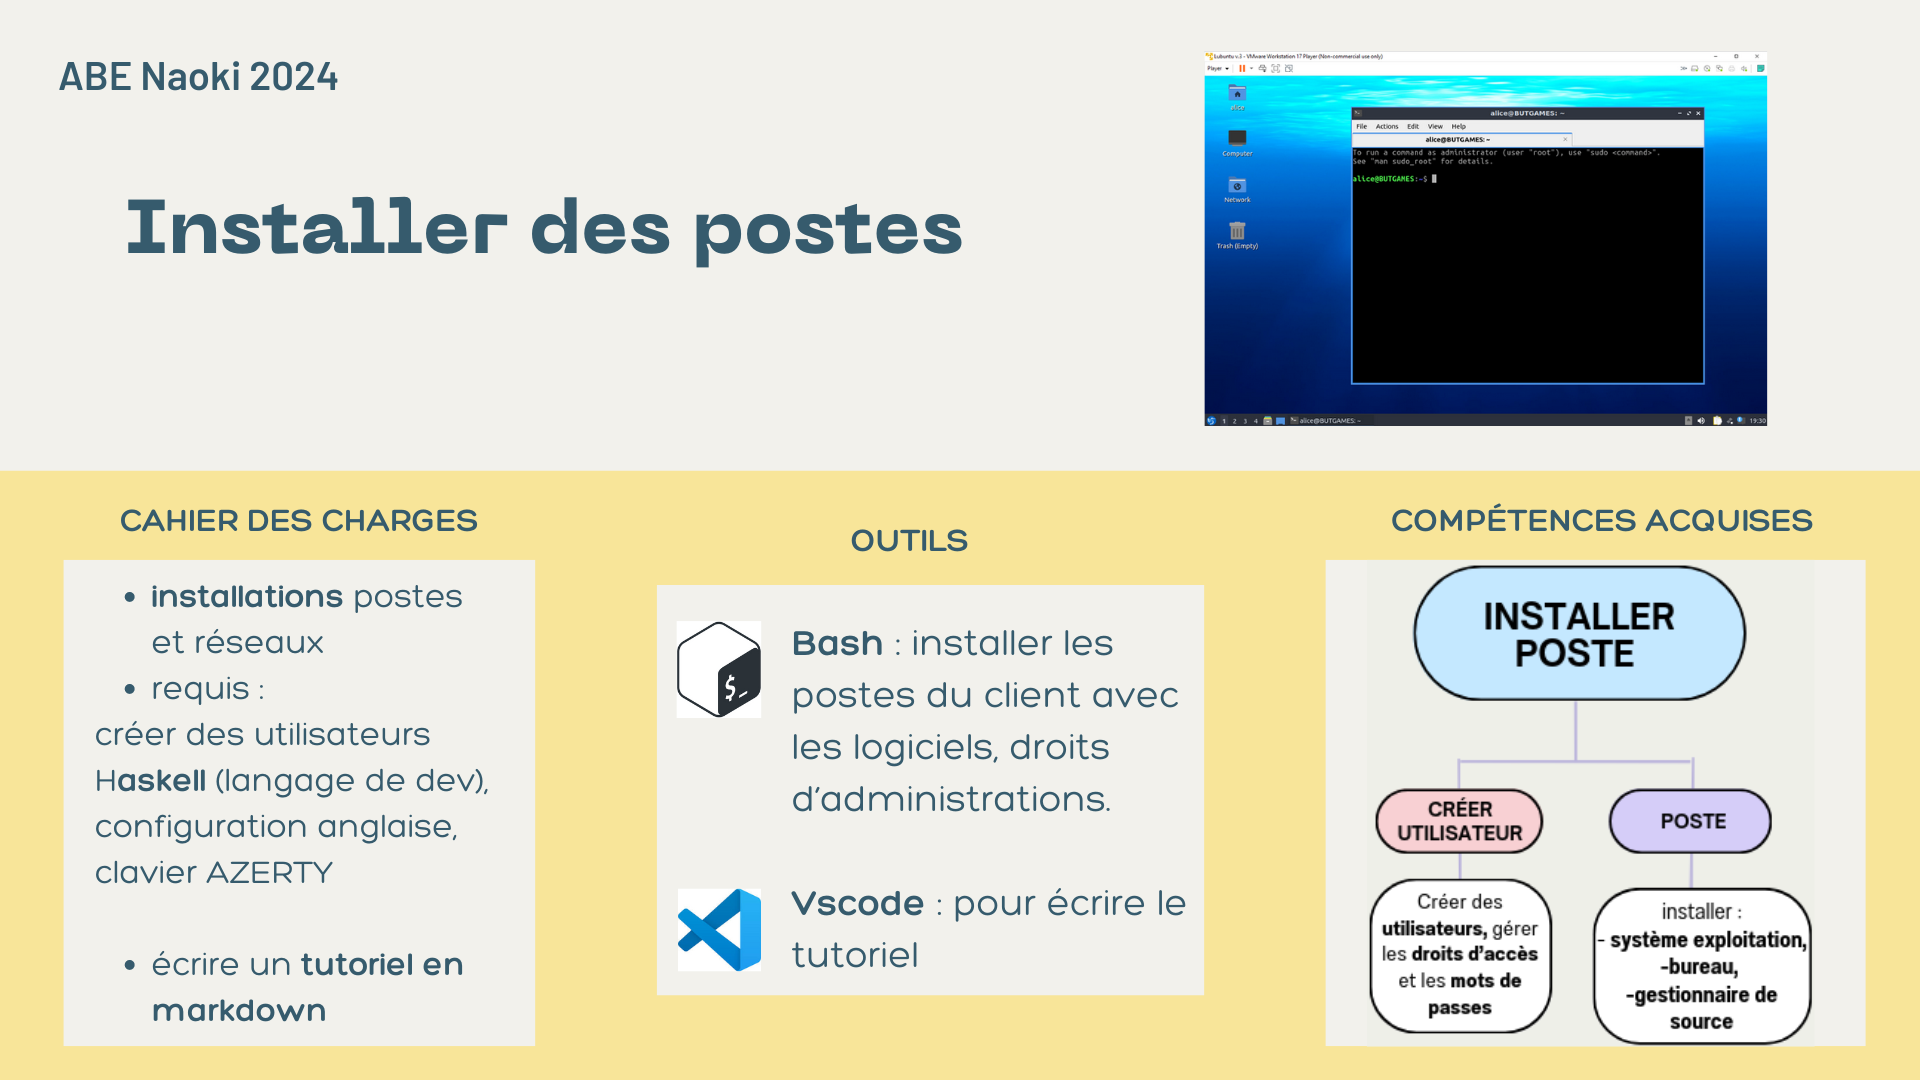 ABE Naoki 2024
Installer des postes
Lubuntu v.3 - VMware Workstation 17 Player (Non-commercial use only)
Player
alice
Computer
Network
Trash (Empty)
alice@BUTGAMES: ~
File Actions Edit View Help
alice@BUTGAMES: ~
To run a command as administrator (user "root"), use "sudo <command>".
See "man sudo_root" for details.
alice@BUTGAMES:~$
1 2 3 4 alice@BUTGAMES: ~ 19:30
CAHIER DES CHARGES
• installations postes
et réseaux
• requis :
créer des utilisateurs
Haskell (langage de dev),
configuration anglaise,
clavier AZERTY
• écrire un tutoriel en
markdown
OUTILS
$_
Bash : installer les
postes du client avec
les logiciels, droits
d’administrations.
Vscode : pour écrire le
tutoriel
COMPÉTENCES ACQUISES
INSTALLER
POSTE
CRÉER
UTILISATEUR
Créer des
utilisateurs, gérer
les droits d’accès
et les mots de
passes
POSTE
installer :
- système exploitation,
-bureau,
-gestionnaire de
source